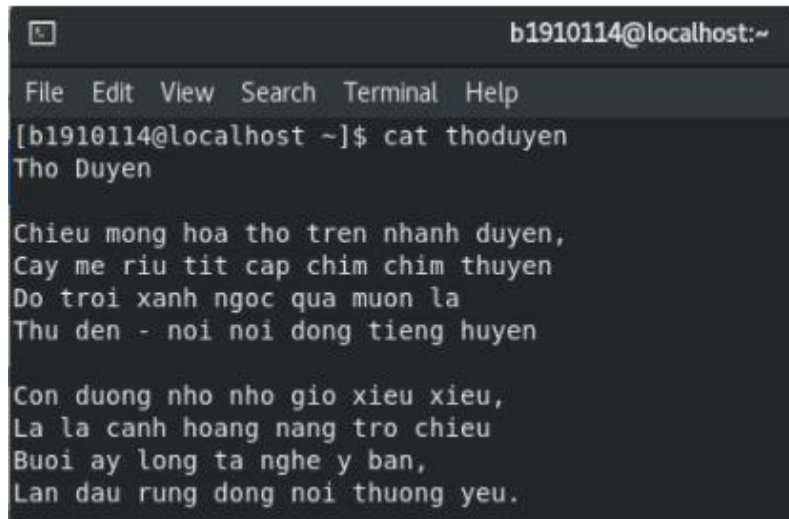 b1910114@localhost:~
File Edit View Search Terminal Help
[b1910114@localhost ~]$ cat thoduyen
Tho Duyen
Chieu mong hoa tho tren nhanh duyen,
Cay me riu tit cap chim chim thuyen
Do troi xanh ngoc qua muon la
Thu den - noi noi dong tieng huyen
Con duong nho nho gio xieu xieu,
La la canh hoang nang tro chieu
Buoi ay long ta nghe y ban,
Lan dau rung dong noi thuong yeu.